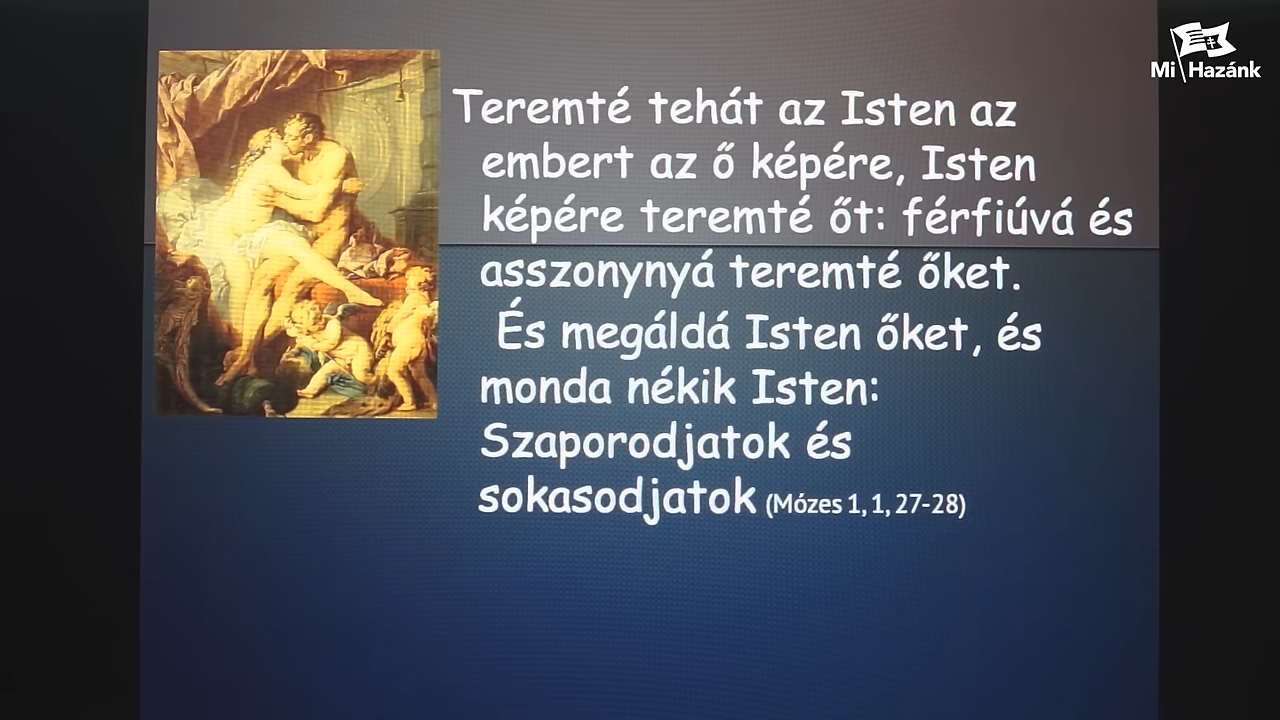 Mi Hazánk
Teremté tehát az Isten az
embert az ő képére, Isten
képére teremté őt: férfiúvá és
asszonynyá teremté őket.
És megáldá Isten őket, és
monda nékik Isten:
Szaporodjatok és
sokasodjatok (Mózes 1, 1, 27-28)